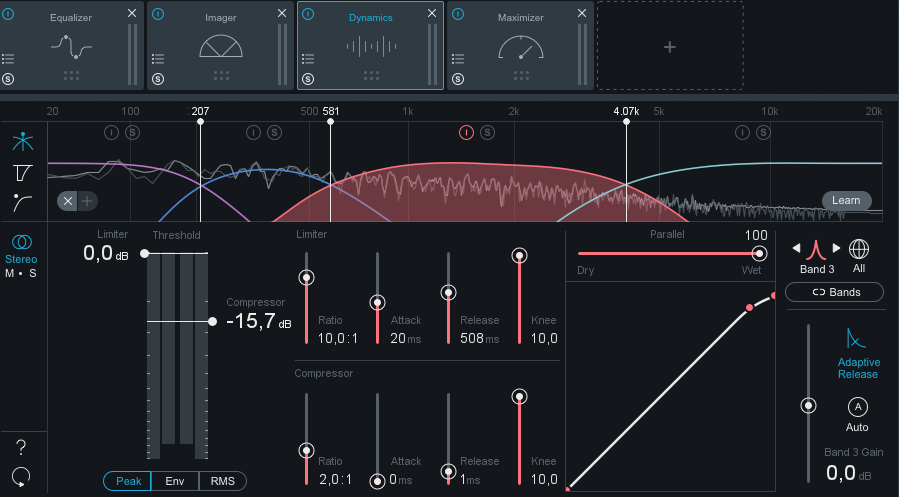 Equalizer
Imager
Dynamics
Maximizer
S
S
S
S
20 100 207 500 581 1k 2k 4.07k 5k 10k 20k
I S I S I S I S
Learn
Limiter
0,0 dB
Threshold
Compressor
-15,7 dB
Stereo
M • S
?
Peak Env RMS
Limiter
Ratio
10,0:1
Attack
20 ms
Release
508 ms
Knee
10,0
Compressor
Ratio
2,0:1
Attack
0 ms
Release
1 ms
Knee
10,0
Parallel
100
Dry
Wet
Band 3
All
Bands
Adaptive
Release
A
Auto
Band 3 Gain
0,0 dB